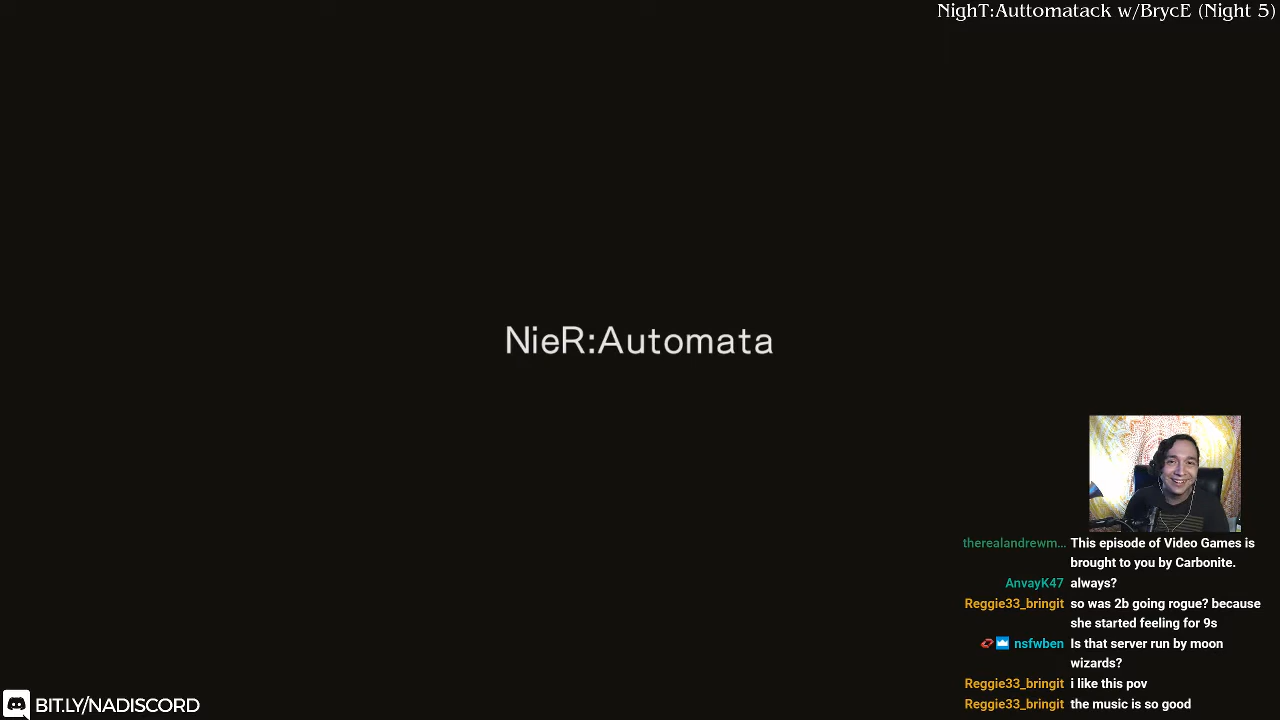 NighT:Auttomatack w/BrycE (Night 5)
NieR:Automata
therealandrewm… This episode of Video Games is
brought to you by Carbonite.
AnvayK47 always?
Reggie33_bringit so was 2b going rogue? because
she started feeling for 9s
nsfwben Is that server run by moon
wizards?
Reggie33_bringit i like this pov
Reggie33_bringit the music is so good
BIT.LY/NADISCORD